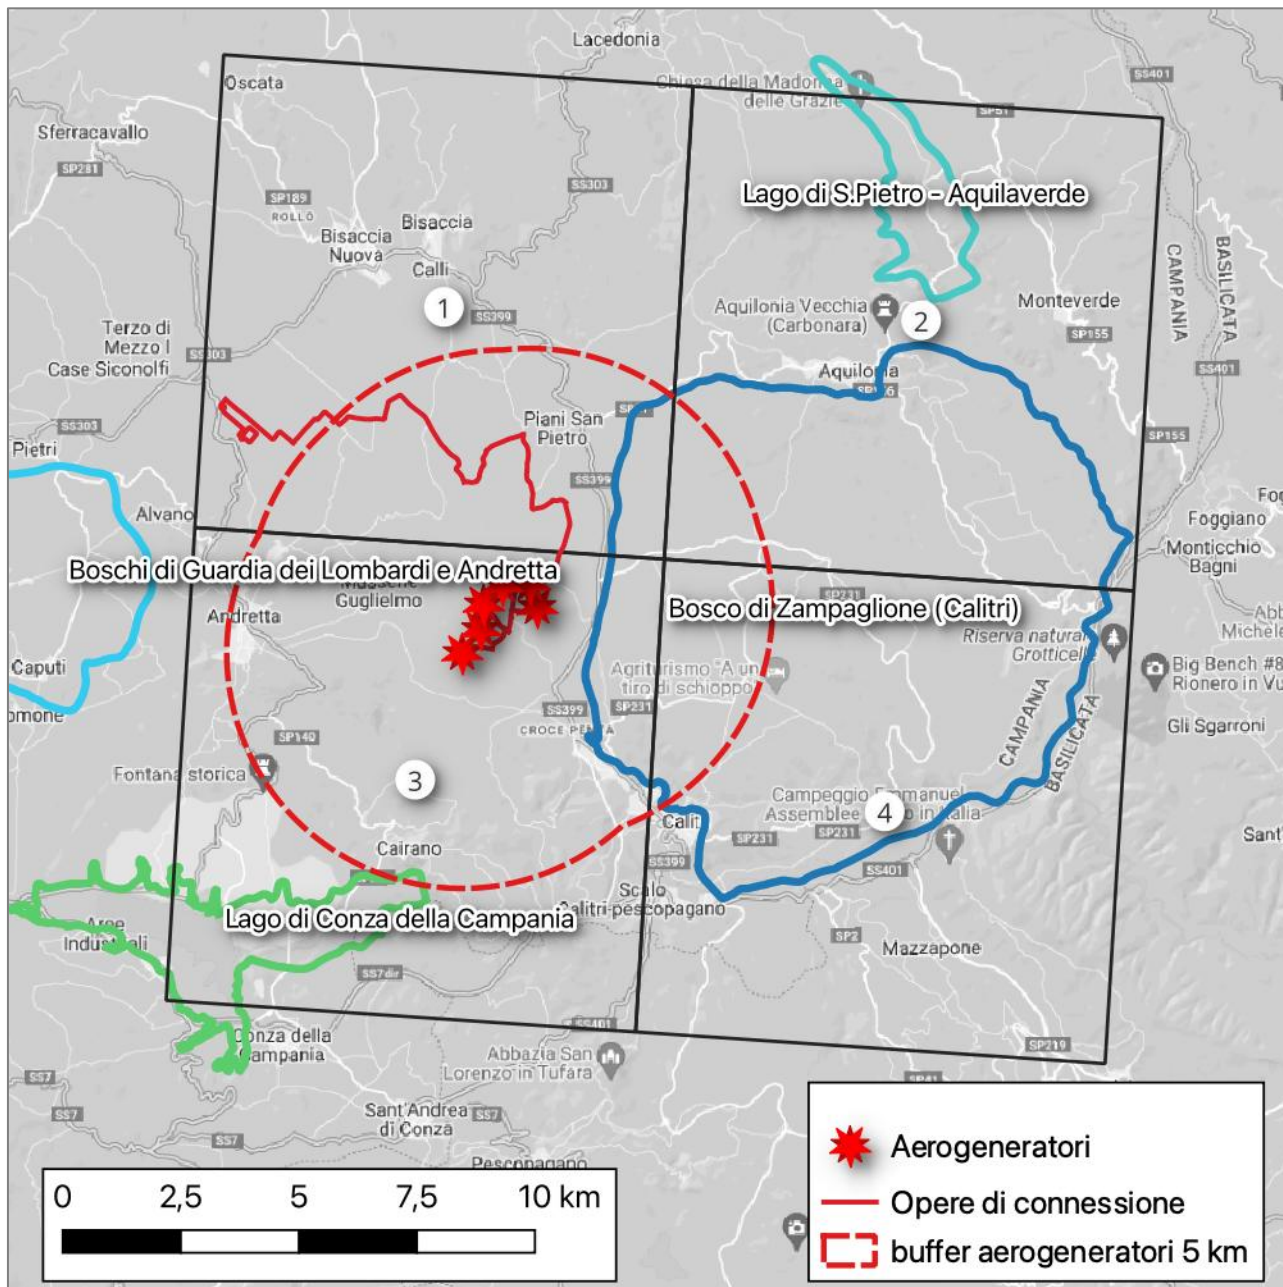 Lacedonia
Oscata
Chiesa della Madonna
delle Grazie
SS401
SP51
Sferracavallo
SP281
SS303
SP189
ROLLÒ
Lago di S.Pietro - Aquilaverde
Bisaccia
Bisaccia
Nuova
Calli
CAMPANIA
BASILICATA
1
SS399
Aquilonia Vecchia
(Carbonara)
2
Monteverde
SP155
Terzo di
Mezzo I
Case Siconolfi
SS303
Aquilonia
SS401
Piani San
Pietro
SS303
Pietri
SP155
SS399
Alvano
Foggiano
Monticchio
Bagni
Boschi di Guardia dei Lombardi e Andretta
Guglielmo
Andretta
SP231
Bosco di Zampaglione (Calitri)
Riserva natural
Grotticelle
Michele
Caputi
Agriturismo "A un
tiro di schioppo"
Big Bench #8
Rionero in Vu
SS399
SP231
CROCE PENTA
Gli Sgarroni
SP140
CAMPANIA
BASILICATA
Fontana storica
3
Campeggio Emmanuel
Assemblee
in Italia
4
SP231
SP231
Calit
Sant'
Cairano
SS399
SS401
Lago di Conza della Campania
Scalo
Calitri-pescopagano
Aree
Industriali
SP2
Mazzapone
SS7dir
SS401
Conza della
Campania
Abbazia San
Lorenzo in Tufara
SP219
SS7
SP41
SS7
SS7
Sant'Andrea
di Conza
SS7
Pescopagano
0 2,5 5 7,5 10 km
Aerogeneratori
Opere di connessione
buffer aerogeneratori 5 km